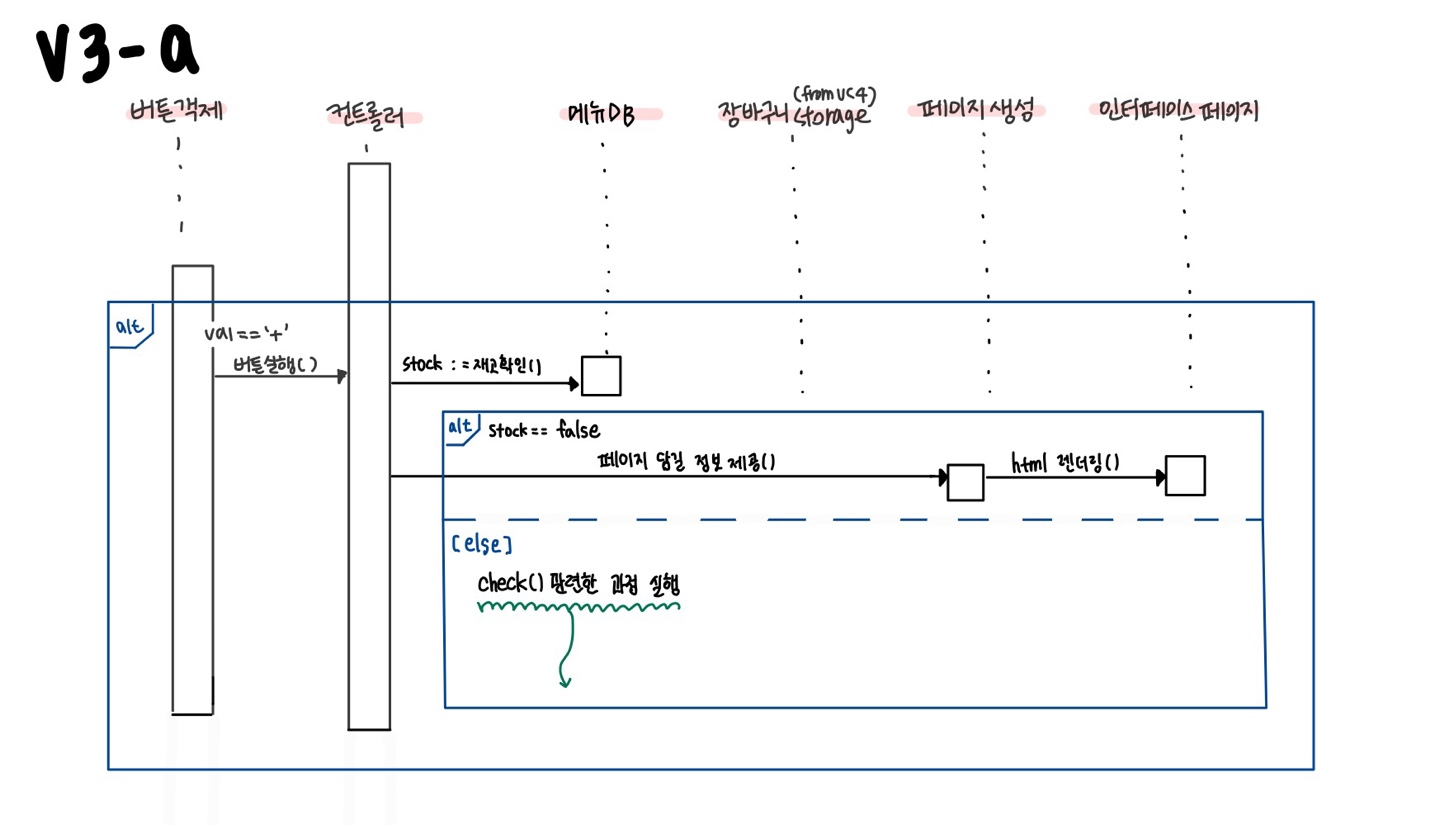 V3-a
버튼객체
컨트롤러
메뉴DB
장바구니 storage
(from UC4)
페이지 생성
인터페이스 페이지
alt
val == '+'
버튼실행()
stock : = 재고확인()
alt
stock == false
페이지 담길 정보 제공()
html 렌더링()
[else]
check() 관련한 과정 실행